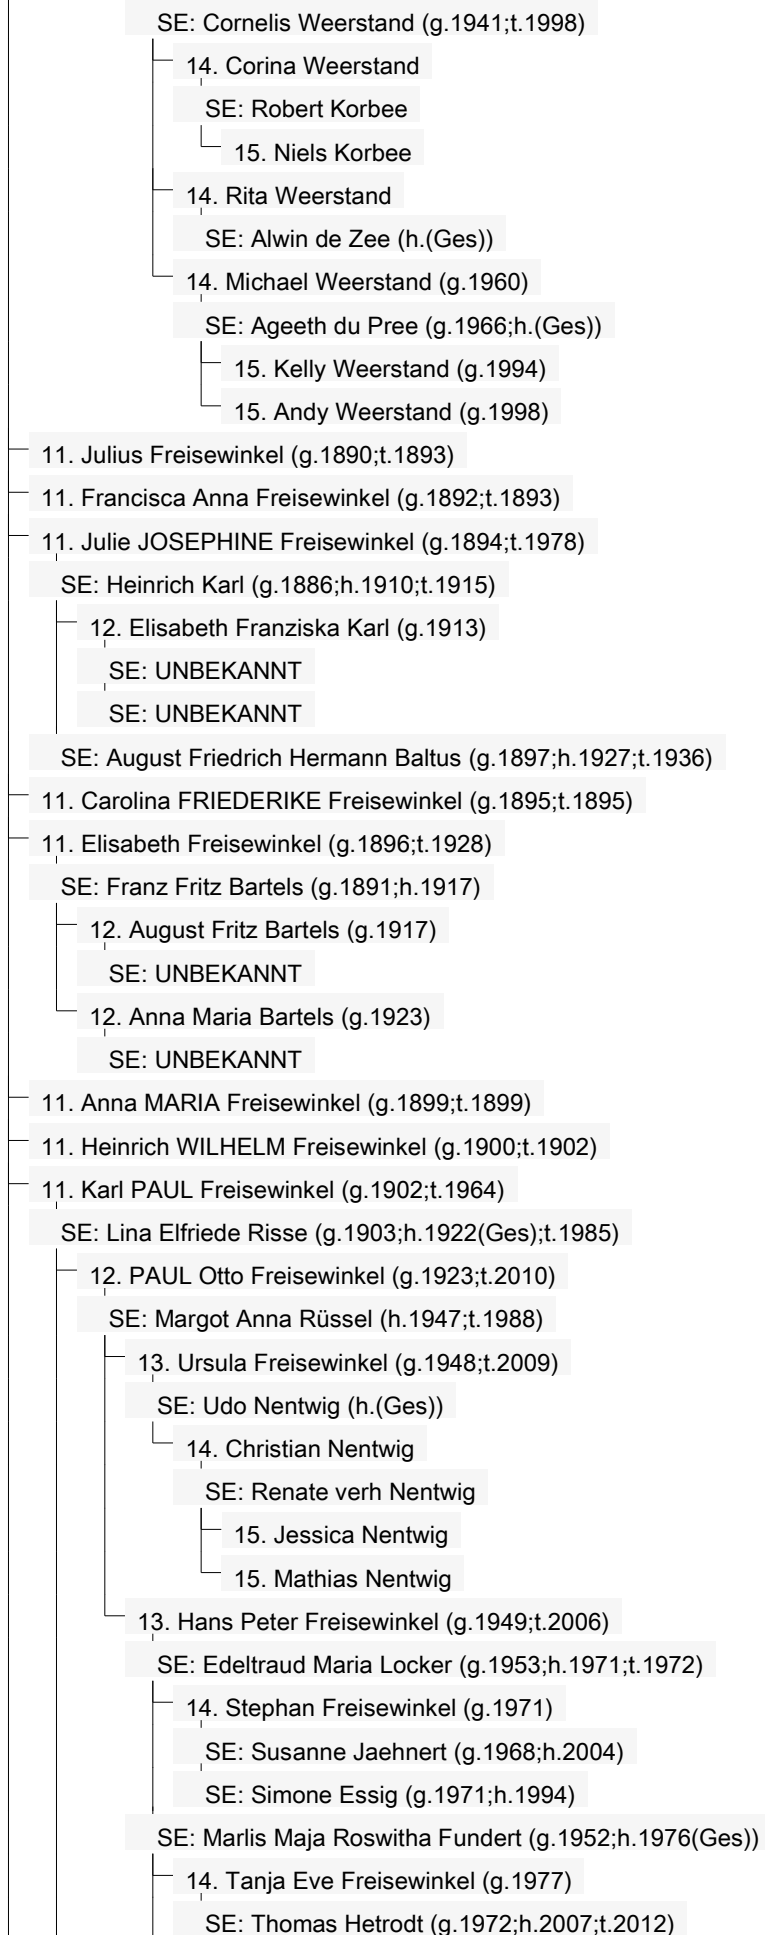 SE: Cornelis Weerstand (g.1941;t.1998)
14. Corina Weerstand
SE: Robert Korbee
15. Niels Korbee
14. Rita Weerstand
SE: Alwin de Zee (h.(Ges))
14. Michael Weerstand (g.1960)
SE: Ageeth du Pree (g.1966;h.(Ges))
15. Kelly Weerstand (g.1994)
15. Andy Weerstand (g.1998)
11. Julius Freisewinkel (g.1890;t.1893)
11. Francisca Anna Freisewinkel (g.1892;t.1893)
11. Julie JOSEPHINE Freisewinkel (g.1894;t.1978)
SE: Heinrich Karl (g.1886;h.1910;t.1915)
12. Elisabeth Franziska Karl (g.1913)
SE: UNBEKANNT
SE: UNBEKANNT
SE: August Friedrich Hermann Baltus (g.1897;h.1927;t.1936)
11. Carolina FRIEDERIKE Freisewinkel (g.1895;t.1895)
11. Elisabeth Freisewinkel (g.1896;t.1928)
SE: Franz Fritz Bartels (g.1891;h.1917)
12. August Fritz Bartels (g.1917)
SE: UNBEKANNT
12. Anna Maria Bartels (g.1923)
SE: UNBEKANNT
11. Anna MARIA Freisewinkel (g.1899;t.1899)
11. Heinrich WILHELM Freisewinkel (g.1900;t.1902)
11. Karl PAUL Freisewinkel (g.1902;t.1964)
SE: Lina Elfriede Risse (g.1903;h.1922(Ges);t.1985)
12. PAUL Otto Freisewinkel (g.1923;t.2010)
SE: Margot Anna Rüssel (h.1947;t.1988)
13. Ursula Freisewinkel (g.1948;t.2009)
SE: Udo Nentwig (h.(Ges))
14. Christian Nentwig
SE: Renate verh Nentwig
15. Jessica Nentwig
15. Mathias Nentwig
13. Hans Peter Freisewinkel (g.1949;t.2006)
SE: Edeltraud Maria Locker (g.1953;h.1971;t.1972)
14. Stephan Freisewinkel (g.1971)
SE: Susanne Jaehnert (g.1968;h.2004)
SE: Simone Essig (g.1971;h.1994)
SE: Marlis Maja Roswitha Fundert (g.1952;h.1976(Ges))
14. Tanja Eve Freisewinkel (g.1977)
SE: Thomas Hetrodt (g.1972;h.2007;t.2012)